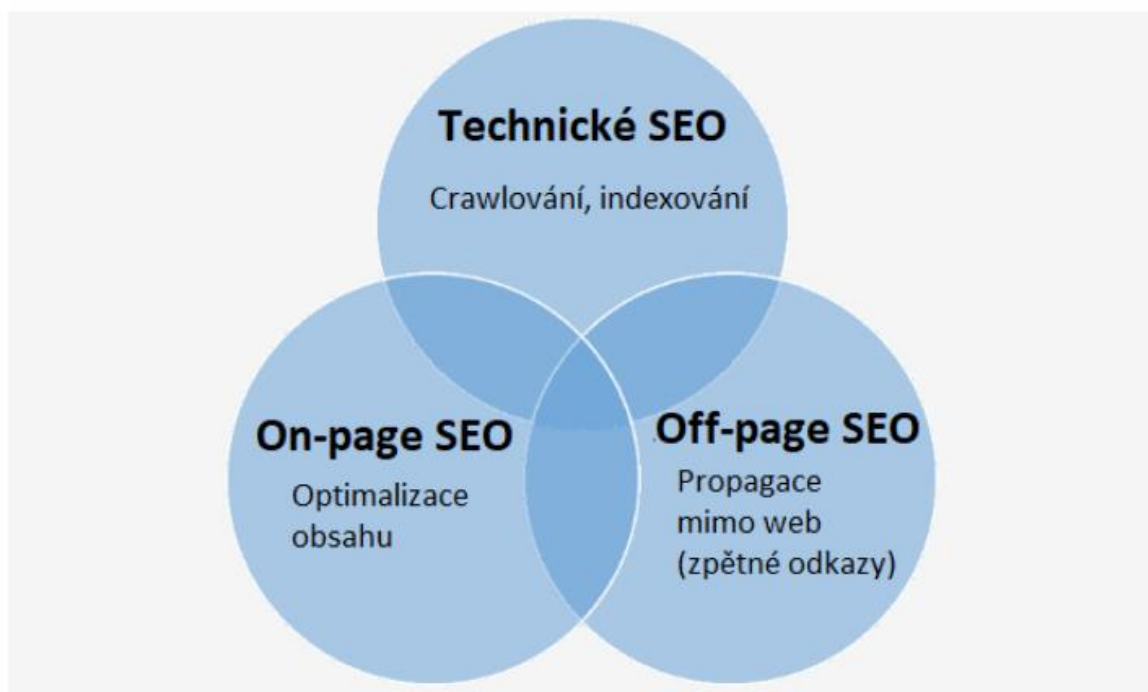 Technické SEO
Crawlování, indexování
On-page SEO
Optimalizace
obsahu
Off-page SEO
Propagace
mimo web
(zpětné odkazy)